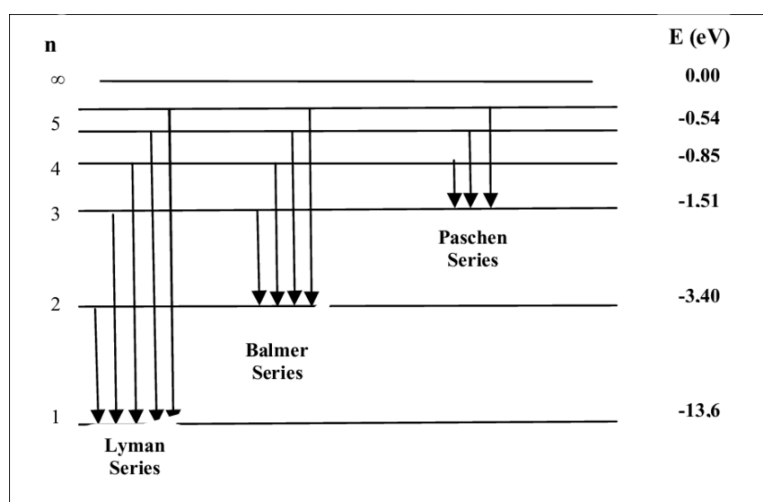 n E (eV)
∞ 0.00
5 -0.54
4 -0.85
3 -1.51
Paschen
Series
2 -3.40
Balmer
Series
1 -13.6
Lyman
Series